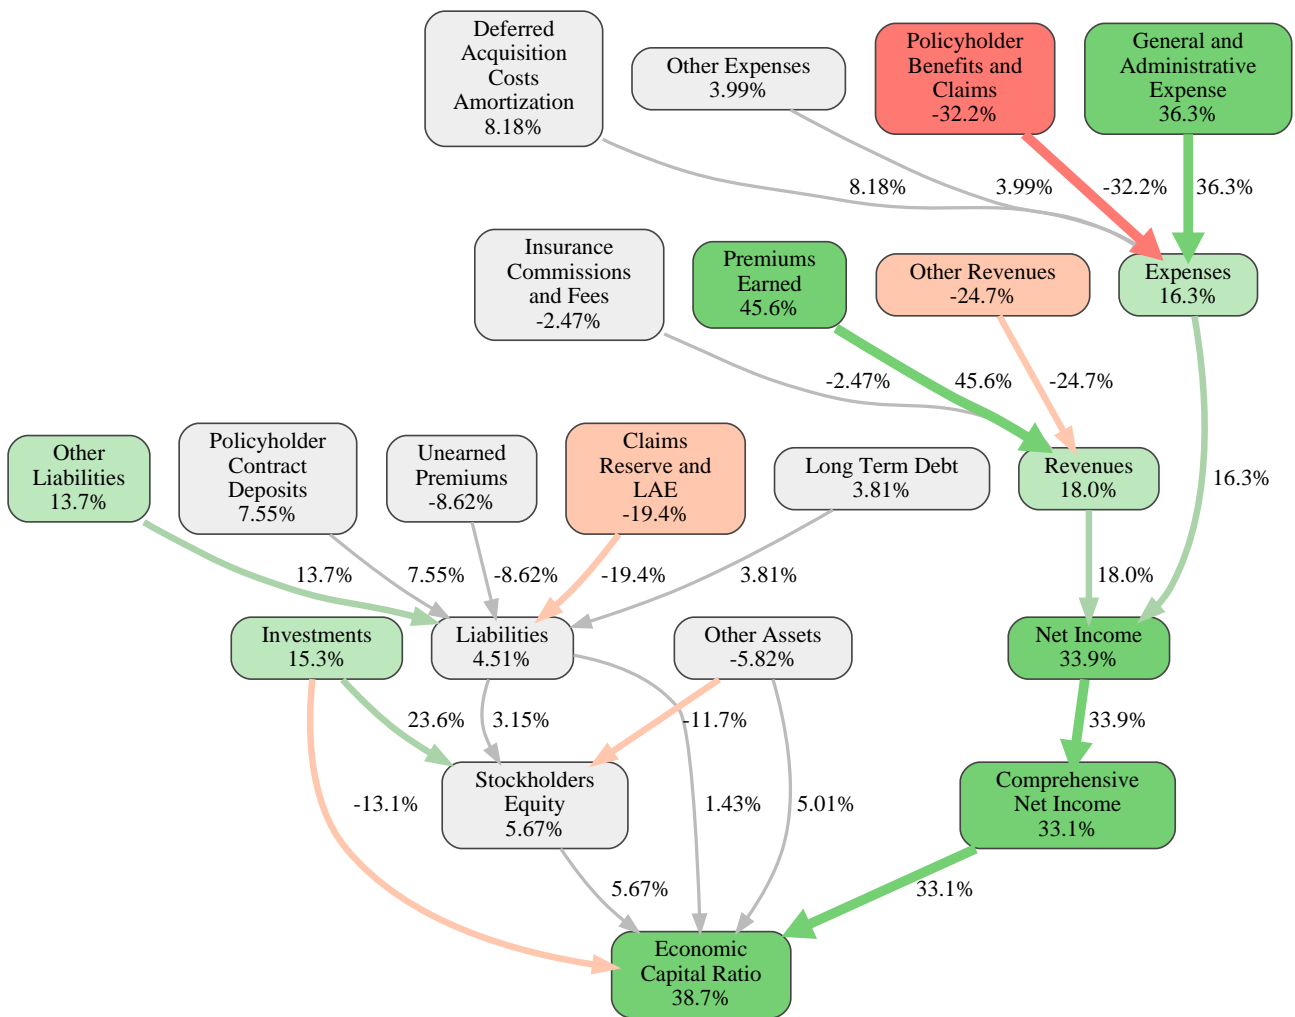 Deferred
Acquisition
Costs
Amortization
8.18%
Other Expenses
3.99%
Policyholder
Benefits and
Claims
-32.2%
General and
Administrative
Expense
36.3%
8.18%
3.99%
-32.2%
36.3%
Insurance
Commissions
and Fees
-2.47%
Premiums
Earned
45.6%
Other Revenues
-24.7%
Expenses
16.3%
-2.47%
45.6%
-24.7%
Other
Liabilities
13.7%
Policyholder
Contract
Deposits
7.55%
Unearned
Premiums
-8.62%
Claims
Reserve and
LAE
-19.4%
Long Term Debt
3.81%
Revenues
18.0%
16.3%
13.7%
7.55%
-8.62%
-19.4%
3.81%
18.0%
Investments
15.3%
Liabilities
4.51%
Other Assets
-5.82%
Net Income
33.9%
23.6%
3.15%
-11.7%
33.9%
-13.1%
Stockholders
Equity
5.67%
1.43%
5.01%
Comprehensive
Net Income
33.1%
5.67%
33.1%
Economic
Capital Ratio
38.7%